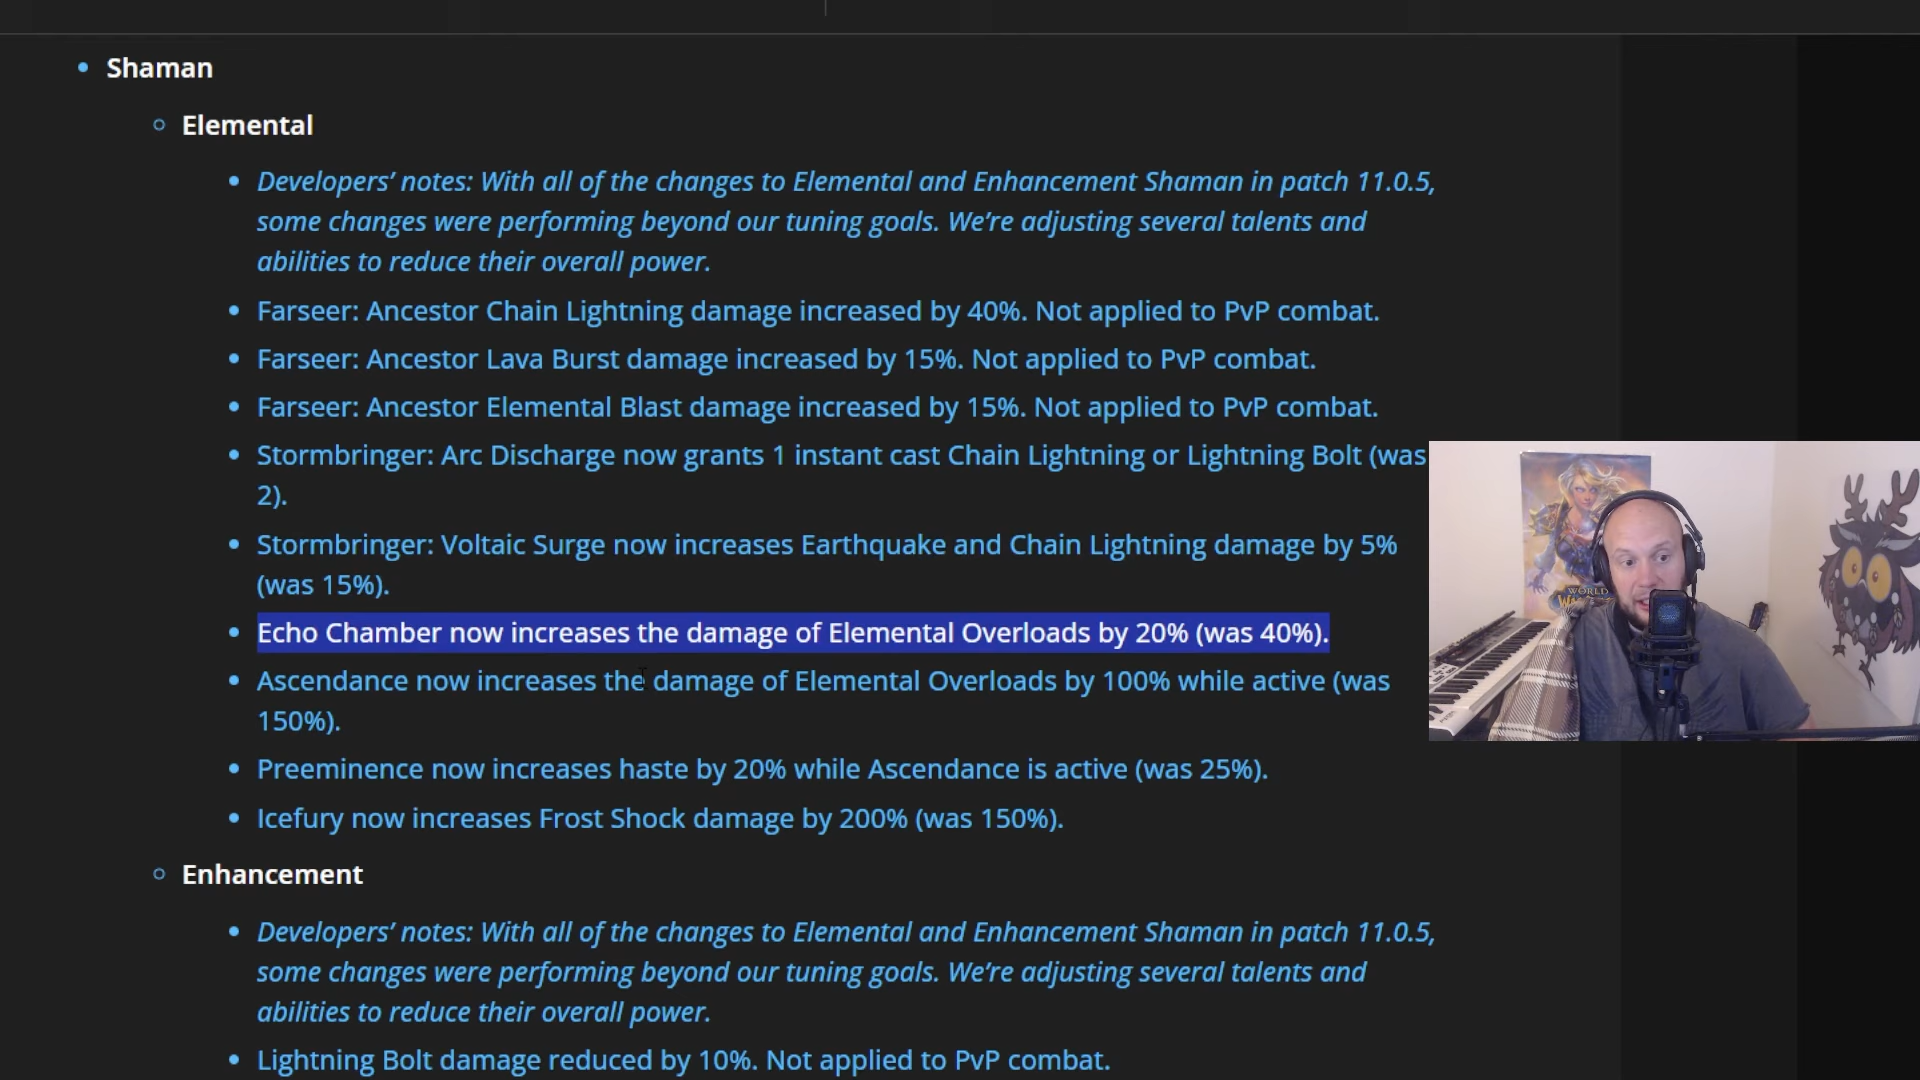 Shaman
Elemental
Developers’ notes: With all of the changes to Elemental and Enhancement Shaman in patch 11.0.5,
some changes were performing beyond our tuning goals. We’re adjusting several talents and
abilities to reduce their overall power.
Farseer: Ancestor Chain Lightning damage increased by 40%. Not applied to PvP combat.
Farseer: Ancestor Lava Burst damage increased by 15%. Not applied to PvP combat.
Farseer: Ancestor Elemental Blast damage increased by 15%. Not applied to PvP combat.
Stormbringer: Arc Discharge now grants 1 instant cast Chain Lightning or Lightning Bolt (was
2).
Stormbringer: Voltaic Surge now increases Earthquake and Chain Lightning damage by 5%
(was 15%).
Echo Chamber now increases the damage of Elemental Overloads by 20% (was 40%).
Ascendance now increases the damage of Elemental Overloads by 100% while active (was
150%).
Preeminence now increases haste by 20% while Ascendance is active (was 25%).
Icefury now increases Frost Shock damage by 200% (was 150%).
Enhancement
Developers’ notes: With all of the changes to Elemental and Enhancement Shaman in patch 11.0.5,
some changes were performing beyond our tuning goals. We’re adjusting several talents and
abilities to reduce their overall power.
Lightning Bolt damage reduced by 10%. Not applied to PvP combat.
WORLD